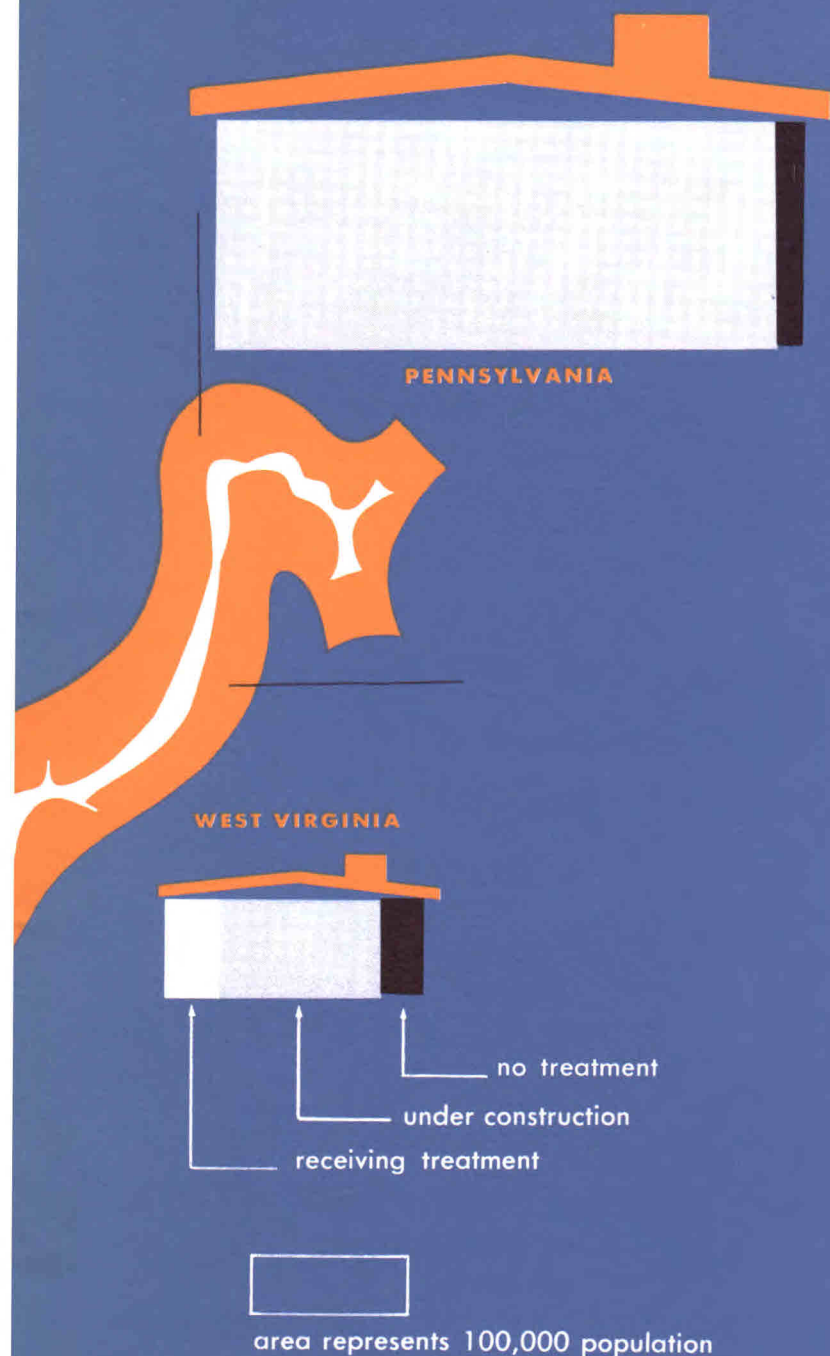 PENNSYLVANIA
WEST VIRGINIA
no treatment
under construction
receiving treatment
area represents 100,000 population